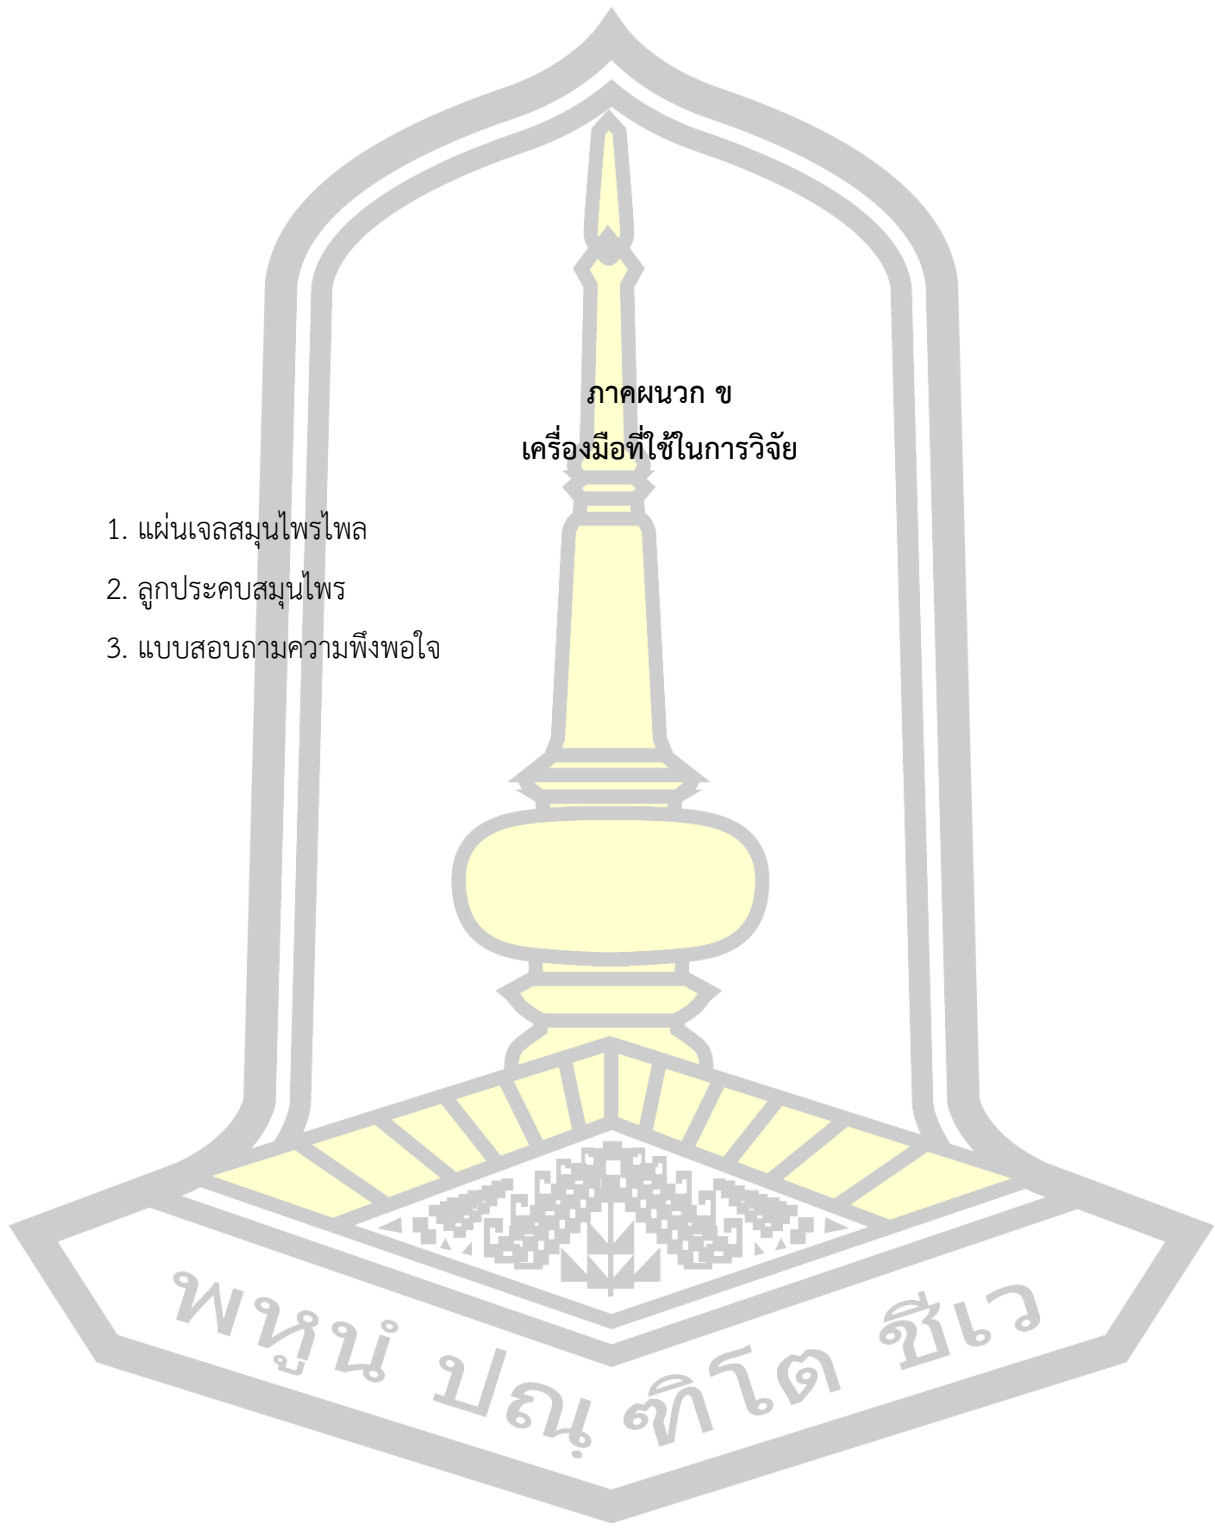 ภาคผนวก ข
เครื่องมือที่ใช้ในการวิจัย
1. แผ่นเจลสมุนไพรไพล
2. ลูกประคบสมุนไพร
3. แบบสอบถามความพึงพอใจ
พหูนํ ปณฺฑิโต ชีเว